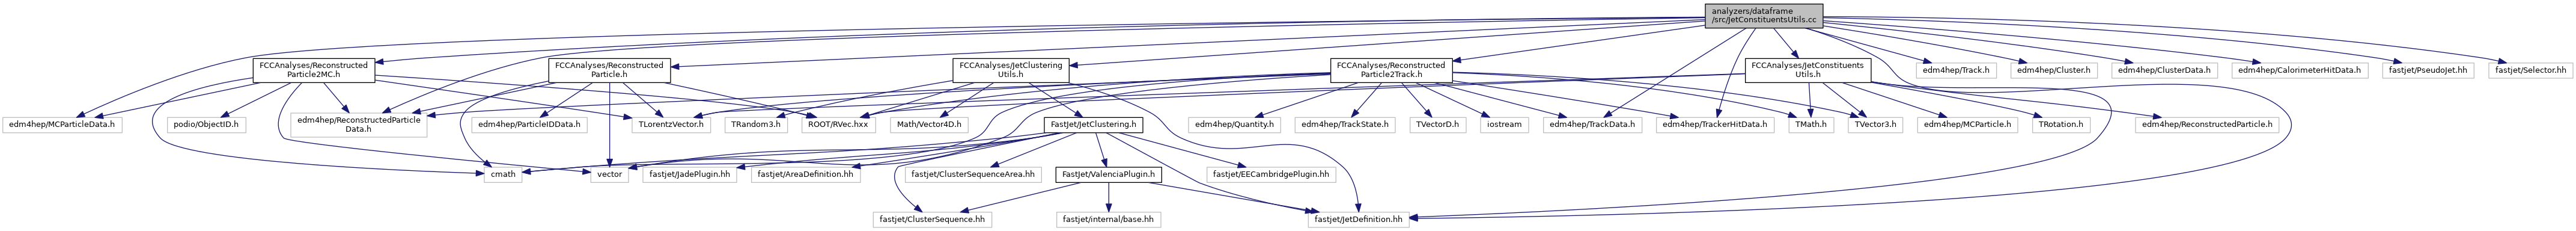 analyzers/dataframe
/src/JetConstituentsUtils.cc
FCCAnalyses/Reconstructed
Particle2MC.h
FCCAnalyses/Reconstructed
Particle.h
FCCAnalyses/JetClustering
Utils.h
FCCAnalyses/Reconstructed
Particle2Track.h
FCCAnalyses/JetConstituents
Utils.h
edm4hep/Track.h
edm4hep/Cluster.h
edm4hep/ClusterData.h
edm4hep/CalorimeterHitData.h
fastjet/PseudoJet.hh
fastjet/Selector.hh
edm4hep/MCParticleData.h
podio/ObjectID.h
edm4hep/ReconstructedParticle
Data.h
edm4hep/ParticleIDData.h
TLorentzVector.h
TRandom3.h
ROOT/RVec.hxx
Math/Vector4D.h
FastJet/JetClustering.h
edm4hep/Quantity.h
edm4hep/TrackState.h
TVectorD.h
iostream
edm4hep/TrackData.h
edm4hep/TrackerHitData.h
TMath.h
TVector3.h
edm4hep/MCParticle.h
TRotation.h
edm4hep/ReconstructedParticle.h
cmath
vector
fastjet/JadePlugin.hh
fastjet/AreaDefinition.hh
fastjet/ClusterSequenceArea.hh
FastJet/ValenciaPlugin.h
fastjet/EECambridgePlugin.hh
fastjet/ClusterSequence.hh
fastjet/internal/base.hh
fastjet/JetDefinition.hh